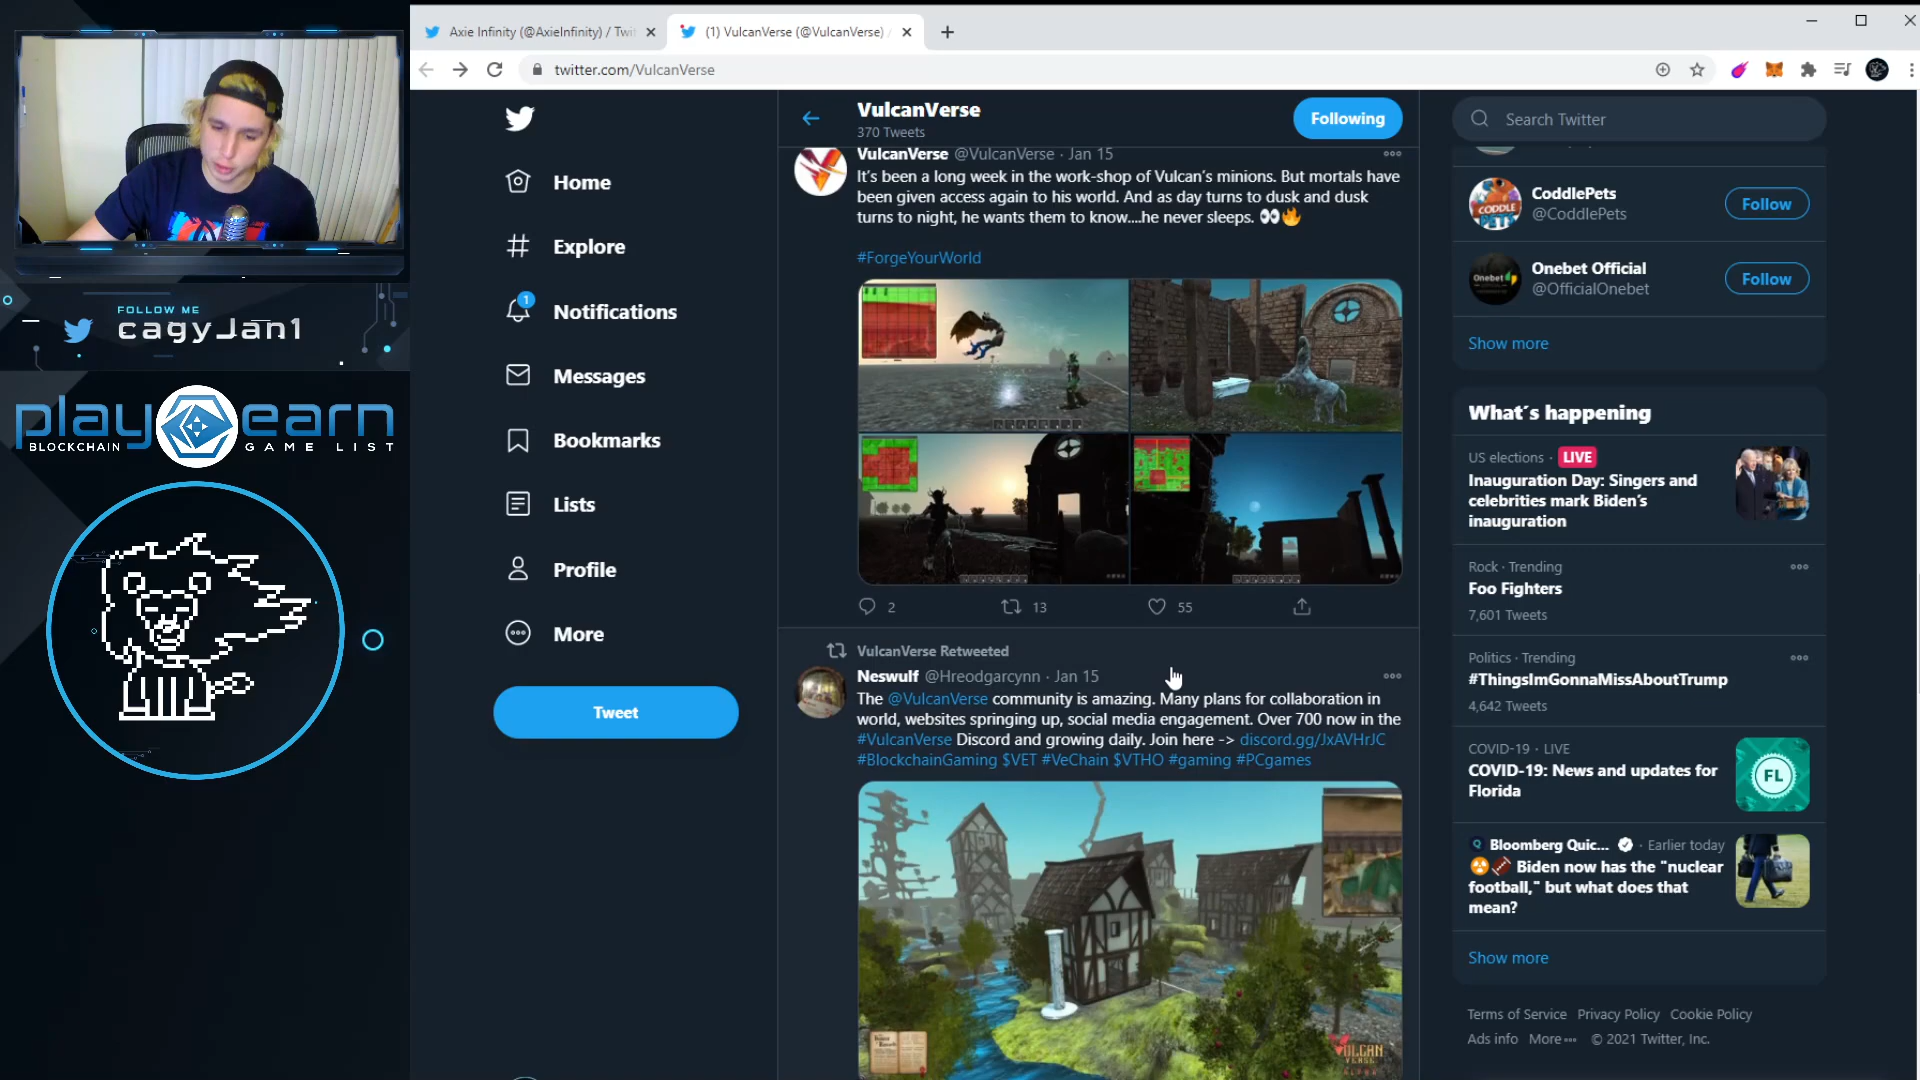 Axie Infinity (@AxieInfinity) / Twi
(1) VulcanVerse (@VulcanVerse) /
twitter.com/VulcanVerse
FOLLOW ME
cagyJan1
play earn
BLOCKCHAIN GAME LIST
Home
Explore
1
Notifications
Messages
Bookmarks
Lists
Profile
More
Tweet
VulcanVerse
370 Tweets
Following
VulcanVerse @VulcanVerse · Jan 15
It's been a long week in the work-shop of Vulcan's minions. But mortals have
been given access again to his world. And as day turns to dusk and dusk
turns to night, he wants them to know....he never sleeps. 👀🔥
#ForgeYourWorld
2 13 55
VulcanVerse Retweeted
Neswulf @Hreodgarcynn · Jan 15
The @VulcanVerse community is amazing. Many plans for collaboration in
world, websites springing up, social media engagement. Over 700 now in the
#VulcanVerse Discord and growing daily. Join here -> discord.gg/JxAVHrJC
#BlockchainGaming $VET #VeChain $VTHO #gaming #PCgames
VULCAN
VERSE
Search Twitter
CODDLE
PETS
CoddlePets
@CoddlePets
Follow
Onebet
Onebet Official
@OfficialOnebet
Follow
Show more
What's happening
US elections · LIVE
Inauguration Day: Singers and
celebrities mark Biden's
inauguration
Rock · Trending
Foo Fighters
7,601 Tweets
Politics · Trending
#ThingsImGonnaMissAboutTrump
4,642 Tweets
COVID-19 · LIVE
COVID-19: News and updates for
Florida
FL
Bloomberg Quic... · Earlier today
☢️🏈 Biden now has the "nuclear
football," but what does that
mean?
Show more
Terms of Service Privacy Policy Cookie Policy
Ads info More ··· © 2021 Twitter, Inc.